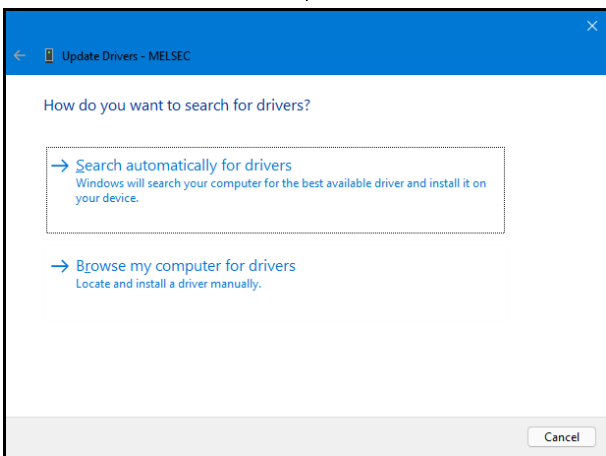 Update Drivers - MELSEC
How do you want to search for drivers?
Search automatically for drivers
Windows will search your computer for the best available driver and install it on
your device.
Browse my computer for drivers
Locate and install a driver manually.
Cancel